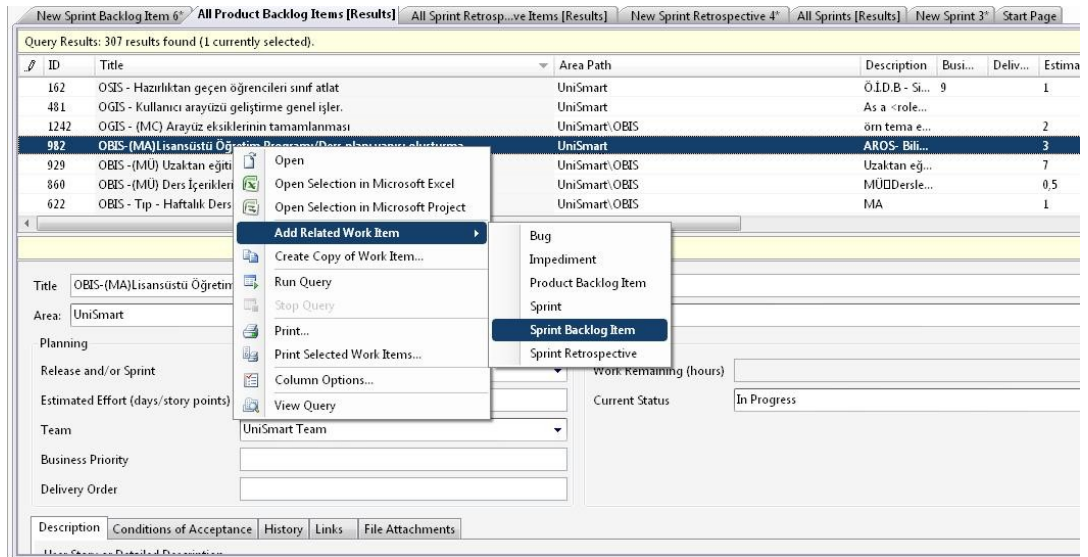 New Sprint Backlog Item 6* All Product Backlog Items [Results] All Sprint Retrosp...ve Items [Results] New Sprint Retrospective 4* All Sprints [Results] New Sprint 3* Start Page
Query Results: 307 results found (1 currently selected).
ID Title Area Path Description Busi... Deliv... Estima
162 OSIS - Hazırlıktan geçen öğrencileri sınıf atlat UniSmart Ö.İ.D.B - Si... 9 1
481 OGIS - Kullanıcı arayüzü geliştirme genel işler. UniSmart As a <role...
1242 OGIS - (MC) Arayüz eksiklerinin tamamlanması UniSmart\OBIS örn tema e... 2
982 OBIS-(MA)Lisansüstü Öğretim Programy/Ders planı yapısı oluşturma UniSmart AROS- Bili... 3
929 OBIS -(MÜ) Uzaktan eğiti UniSmart\OBIS Uzaktan eğ... 7
860 OBIS -(MÜ) Ders İçerikleri UniSmart\OBIS MÜ□Dersle... 0,5
622 OBIS - Tıp - Haftalık Ders UniSmart\OBIS MA 1
Open
Open Selection in Microsoft Excel
Open Selection in Microsoft Project
Add Related Work Item
Create Copy of Work Item...
Run Query
Stop Query
Print...
Print Selected Work Items...
Column Options...
View Query
Bug
Impediment
Product Backlog Item
Sprint
Sprint Backlog Item
Sprint Retrospective
Title OBIS-(MA)Lisansüstü Öğretim
Area: UniSmart
Planning
Release and/or Sprint Work Remaining (hours)
Estimated Effort (days/story points) Current Status In Progress
Team UniSmart Team
Business Priority
Delivery Order
Description Conditions of Acceptance History Links File Attachments
User Story or Detailed Description